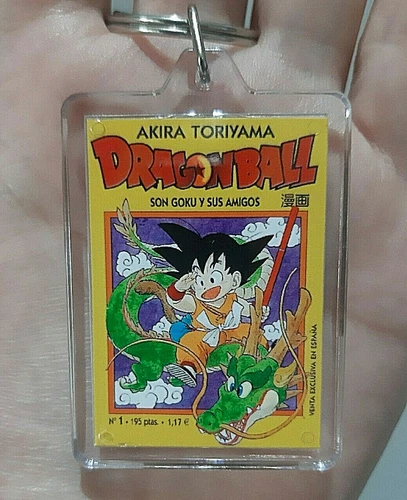 AKIRA TORIYAMA
DRAGON BALL
SON GOKU Y SUS AMIGOS
漫画
VENTA EXCLUSIVA EN ESPAÑA
Nº 1 • 195 ptas. • 1,17 €